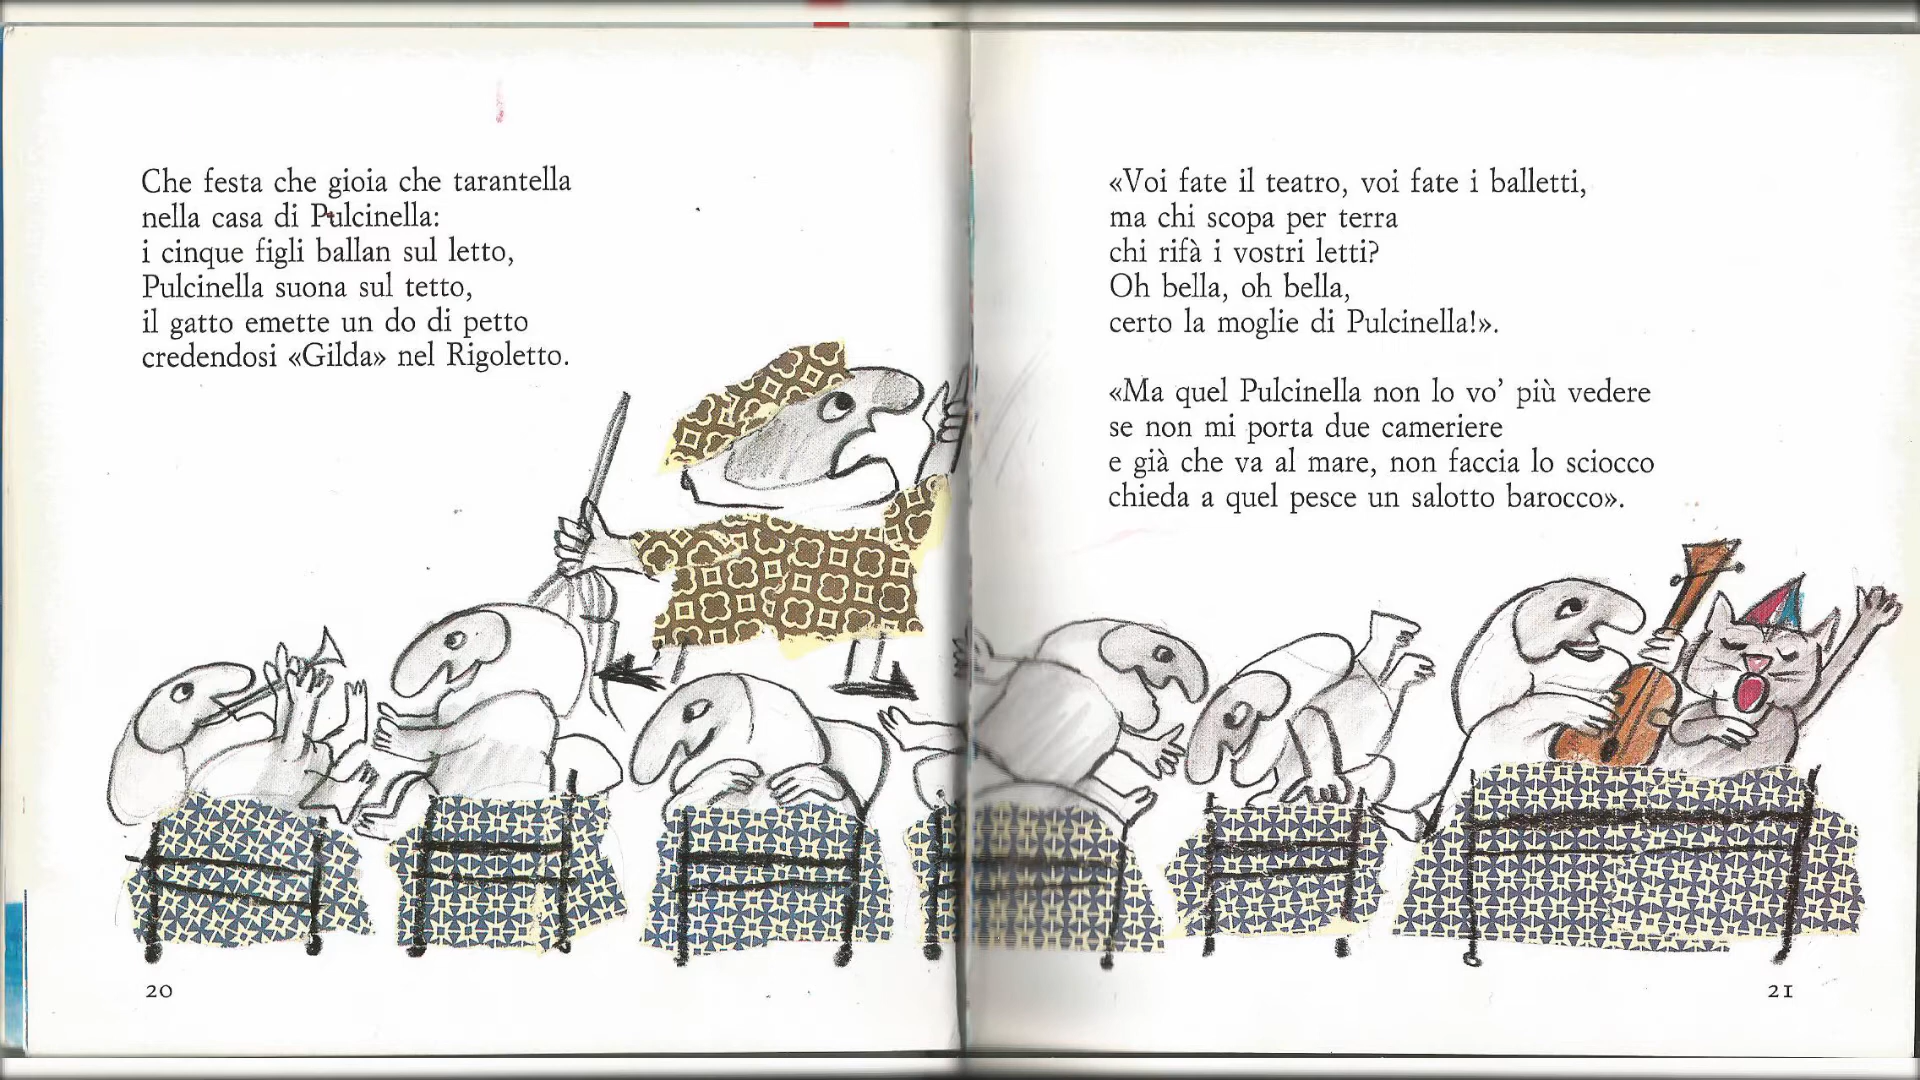 Che festa che gioia che tarantella
nella casa di Pulcinella:
i cinque figli ballan sul letto,
Pulcinella suona sul tetto,
il gatto emette un do di petto
credendosi «Gilda» nel Rigoletto.
20
«Voi fate il teatro, voi fate i balletti,
ma chi scopa per terra
chi rifà i vostri letti?
Oh bella, oh bella,
certo la moglie di Pulcinella!».
«Ma quel Pulcinella non lo vo’ più vedere
se non mi porta due cameriere
e già che va al mare, non faccia lo sciocco
chieda a quel pesce un salotto barocco».
21